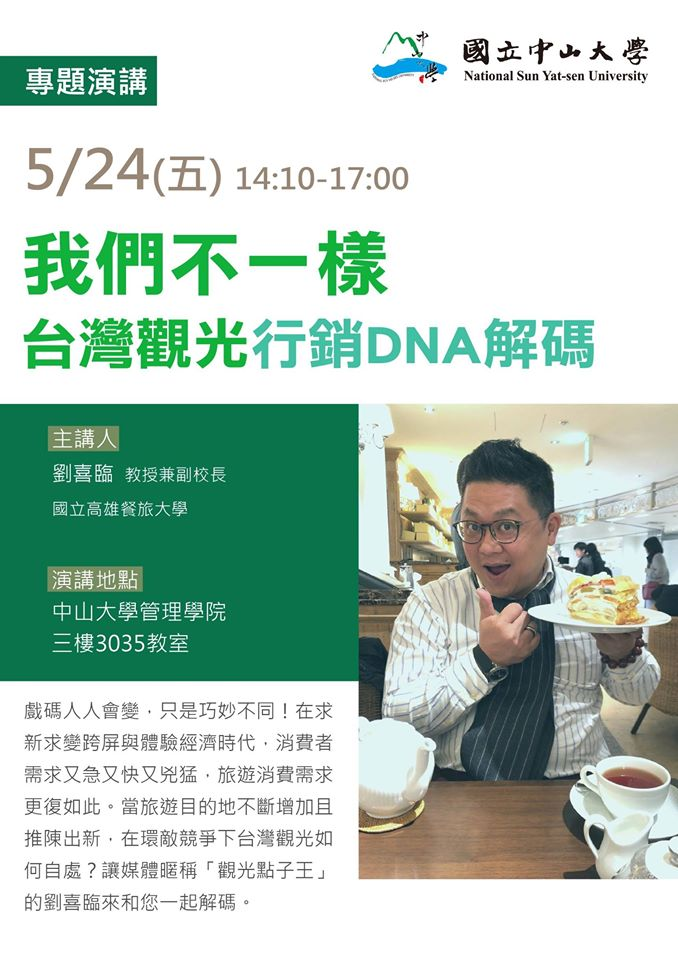 國立中山大學
National Sun Yat-sen University
專題演講
5/24(五) 14:10-17:00
我們不一樣
台灣觀光行銷DNA解碼
主講人
劉喜臨 教授兼副校長
國立高雄餐旅大學
演講地點
中山大學管理學院
三樓3035教室
戲碼人人會變，只是巧妙不同！在求
新求變跨屏與體驗經濟時代，消費者
需求又急又快又兇猛，旅遊消費需求
更復如此。當旅遊目的地不斷增加且
推陳出新，在環敵競爭下台灣觀光如
何自處？讓媒體暱稱「觀光點子王」
的劉喜臨來和您一起解碼。